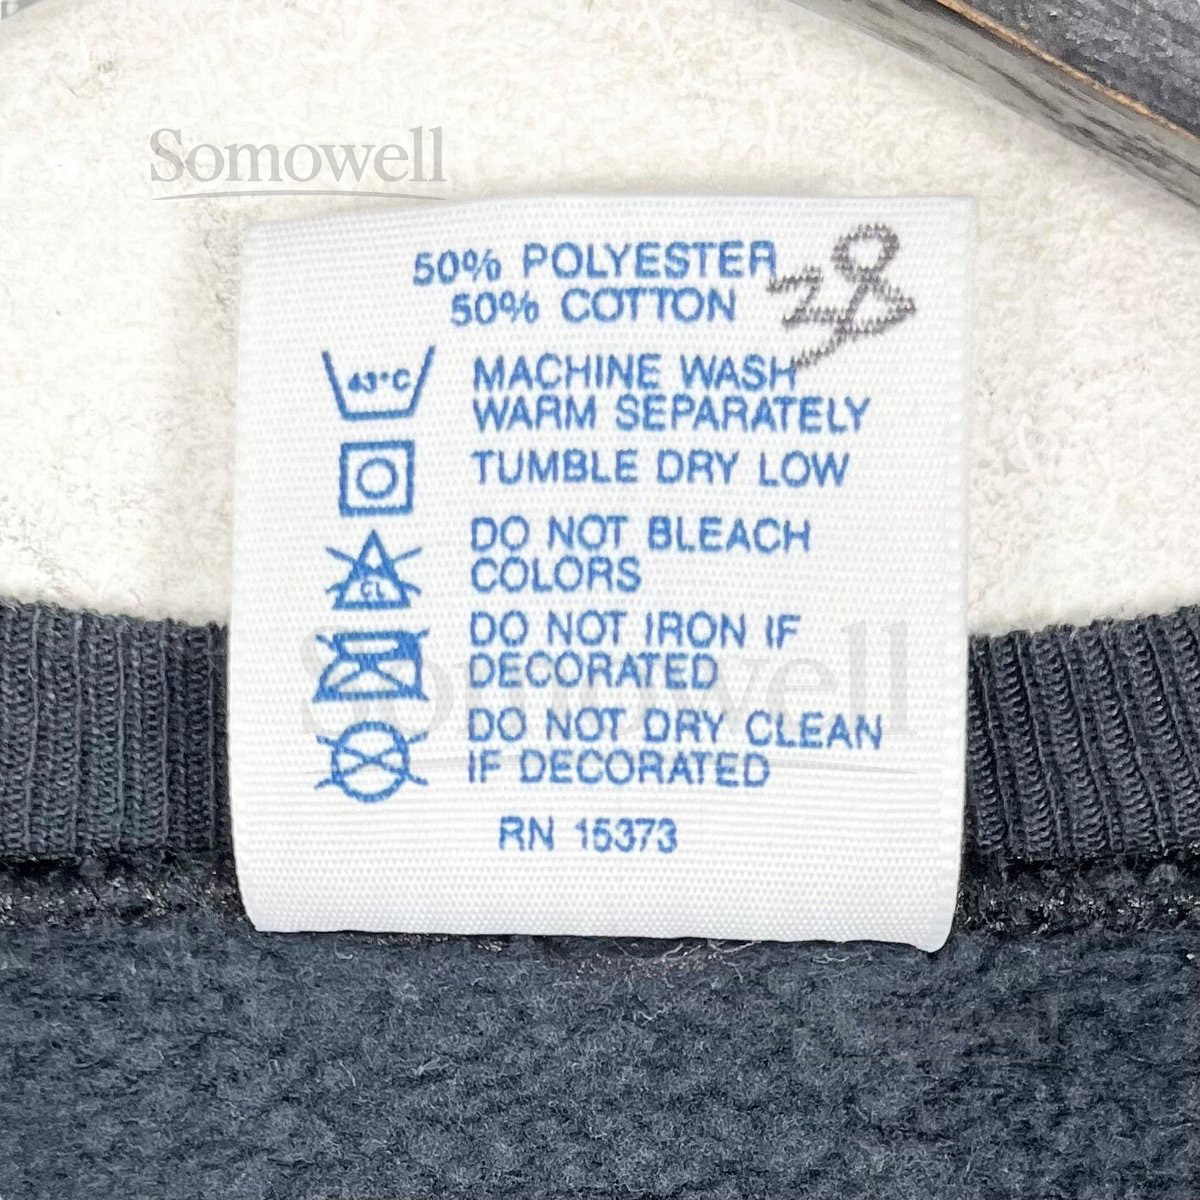 Somowell
50% POLYESTER
50% COTTON
43°C
MACHINE WASH
WARM SEPARATELY
TUMBLE DRY LOW
DO NOT BLEACH
COLORS
CL
DO NOT IRON IF
DECORATED
Somowell
DO NOT DRY CLEAN
IF DECORATED
RN 15373